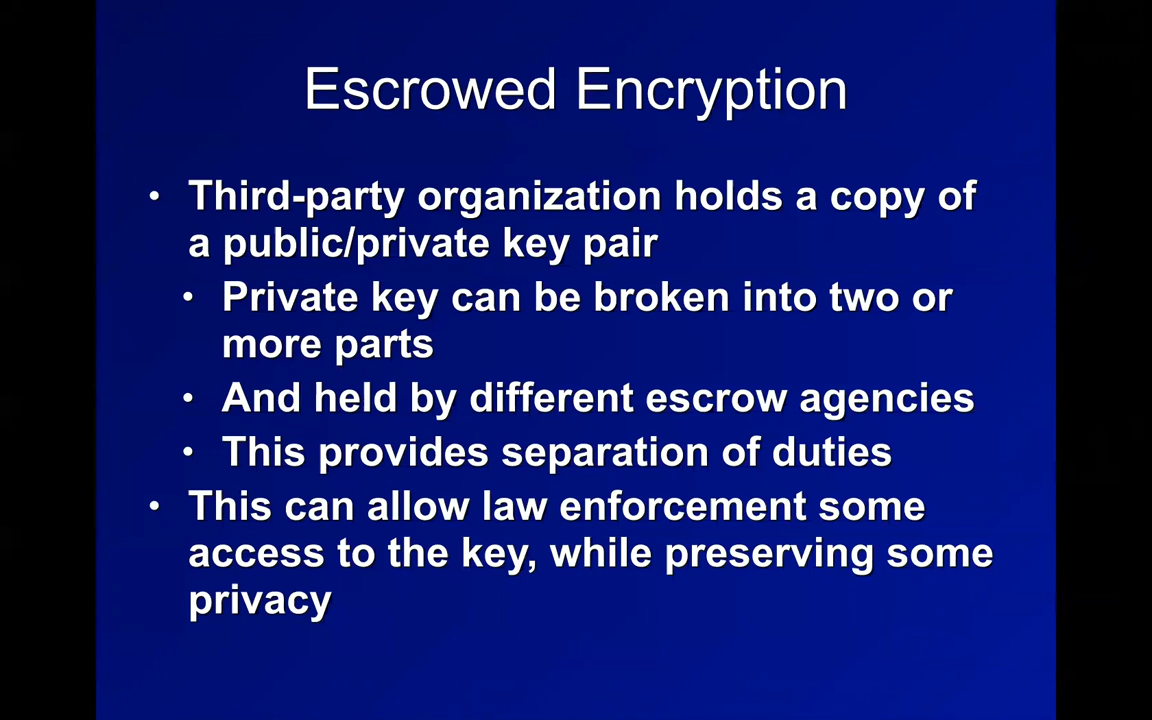 Escrowed Encryption
• Third-party organization holds a copy of
a public/private key pair
• Private key can be broken into two or
more parts
• And held by different escrow agencies
• This provides separation of duties
• This can allow law enforcement some
access to the key, while preserving some
privacy